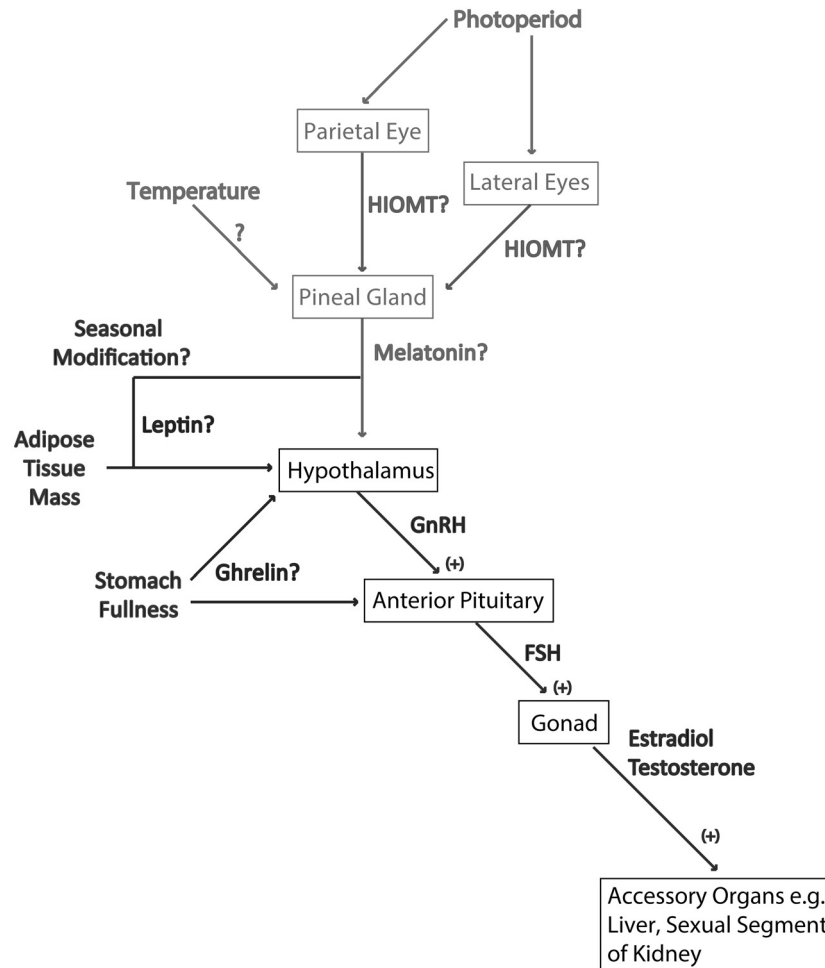 Photoperiod
Parietal Eye
Lateral Eyes
Temperature
HIOMT?
?
HIOMT?
Pineal Gland
Seasonal
Modification?
Melatonin?
Leptin?
Adipose
Tissue
Mass
Hypothalamus
GnRH
(+)
Ghrelin?
Stomach
Fullness
Anterior Pituitary
FSH
(+)
Gonad
Estradiol
Testosterone
(+)
Accessory Organs e.g.
Liver, Sexual Segment
of Kidney